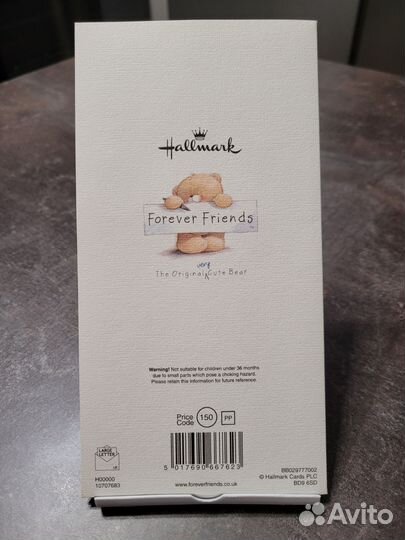 Hallmark
Forever Friends
very
The Original Cute Bear
Warning! Not suitable for children under 36 months
due to small parts which pose a choking hazard.
Please retain this information for future reference.
Price
Code
150
PP
LARGE
LETTER
H00000
10707683
5 017690 667623
www.foreverfriends.co.uk
BB029777002
© Hallmark Cards PLC
BD9 6SD
Avito